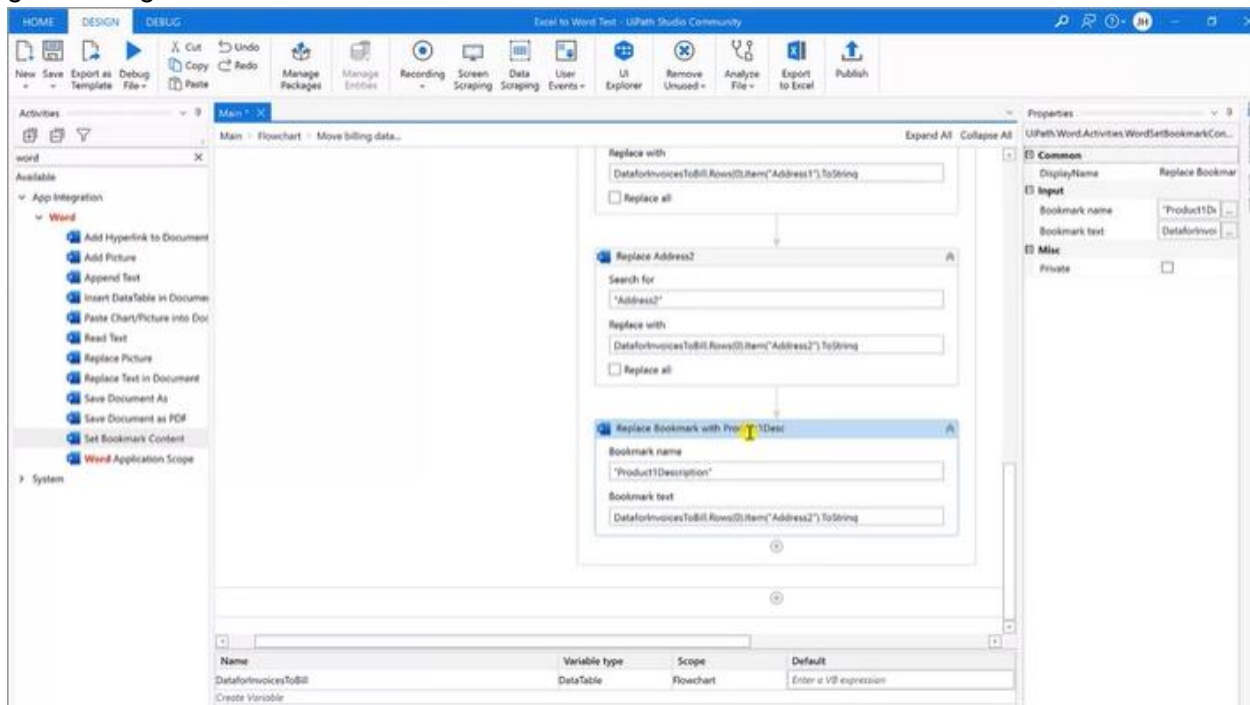 HOME DESIGN DEBUG Excel to Word Test - UiPath Studio Community JH
New Save Export as Template Debug File Cut Copy Paste Undo Redo Manage Packages Manage Entities Recording Screen Scraping Data Scraping User Events UI Explorer Remove Unused Analyze File Export to Excel Publish
Activities
word
Available
App Integration
Word
Add Hyperlink to Document
Add Picture
Append Text
Insert DataTable in Documen
Paste Chart/Picture into Doc
Read Text
Replace Picture
Replace Text in Document
Save Document As
Save Document as PDF
Set Bookmark Content
Word Application Scope
System
Main *
Main > Flowchart > Move billing data... Expand All Collapse All
Replace with
DataforInvoicesToBill.Rows(0).Item("Address1").ToString
Replace all
Replace Address2
Search for
"Address2"
Replace with
DataforInvoicesToBill.Rows(0).Item("Address2").ToString
Replace all
Replace Bookmark with
Bookmark name
"Product1Description"
Bookmark text
DataforInvoicesToBill.Rows(0).Item("Address2").ToString
Name Variable type Scope Default
DataforInvoicesToBill DataTable Flowchart Enter a VB expression
Create Variable
Properties
UiPath.Word.Activities.WordSetBookmarkCon...
Common
DisplayName Replace Bookmar
Input
Bookmark name "Product1De ...
Bookmark text DataforInvoi ...
Misc
Private